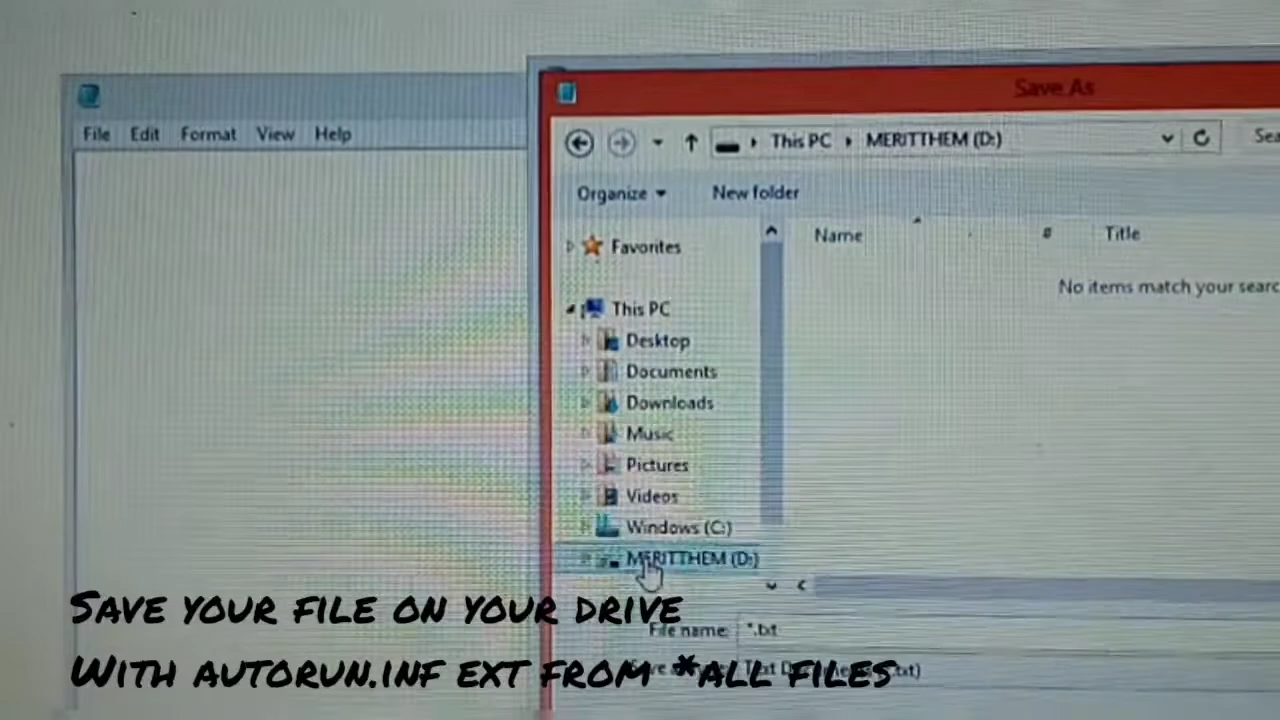 Save As
File Edit Format View Help
This PC MERITTHEM (D:)
Organize New folder
Name # Title
Favorites
No items match your searc
This PC
Desktop
Documents
Downloads
Music
Pictures
Videos
Windows (C:)
MERITTHEM (D:)
SAVE YOUR FILE ON YOUR DRIVE
File name: *.txt
WITH AUTORUN.INF EXT FROM *ALL FILES